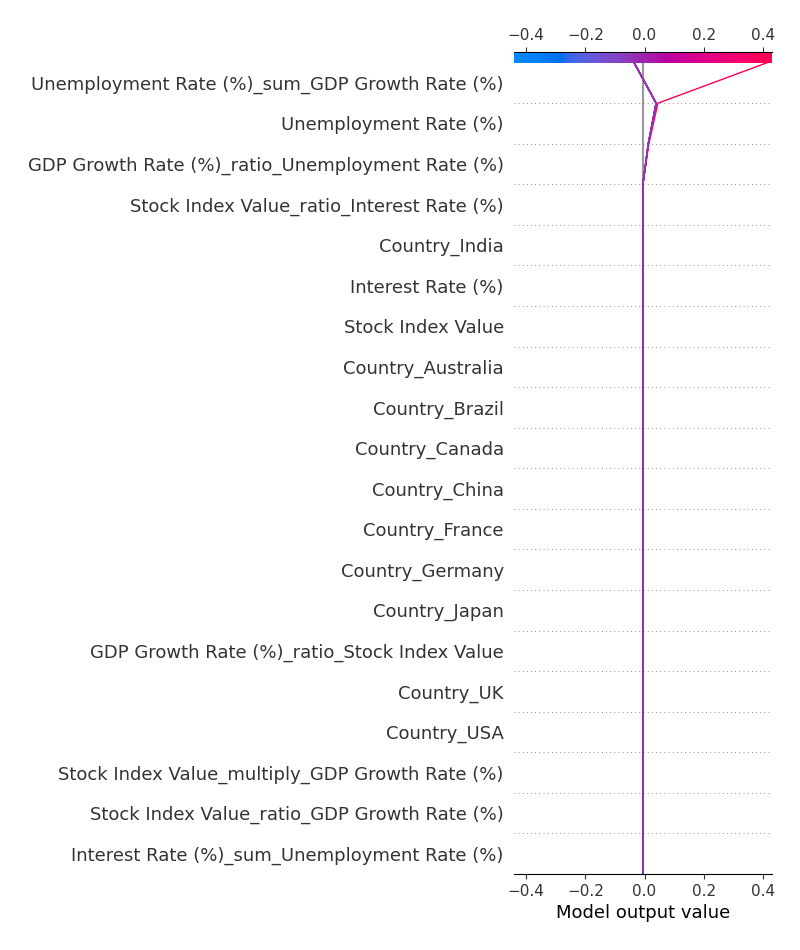 −0.4 −0.2 0.0 0.2 0.4
Unemployment Rate (%)_sum_GDP Growth Rate (%)
Unemployment Rate (%)
GDP Growth Rate (%)_ratio_Unemployment Rate (%)
Stock Index Value_ratio_Interest Rate (%)
Country_India
Interest Rate (%)
Stock Index Value
Country_Australia
Country_Brazil
Country_Canada
Country_China
Country_France
Country_Germany
Country_Japan
GDP Growth Rate (%)_ratio_Stock Index Value
Country_UK
Country_USA
Stock Index Value_multiply_GDP Growth Rate (%)
Stock Index Value_ratio_GDP Growth Rate (%)
Interest Rate (%)_sum_Unemployment Rate (%)
−0.4 −0.2 0.0 0.2 0.4
Model output value